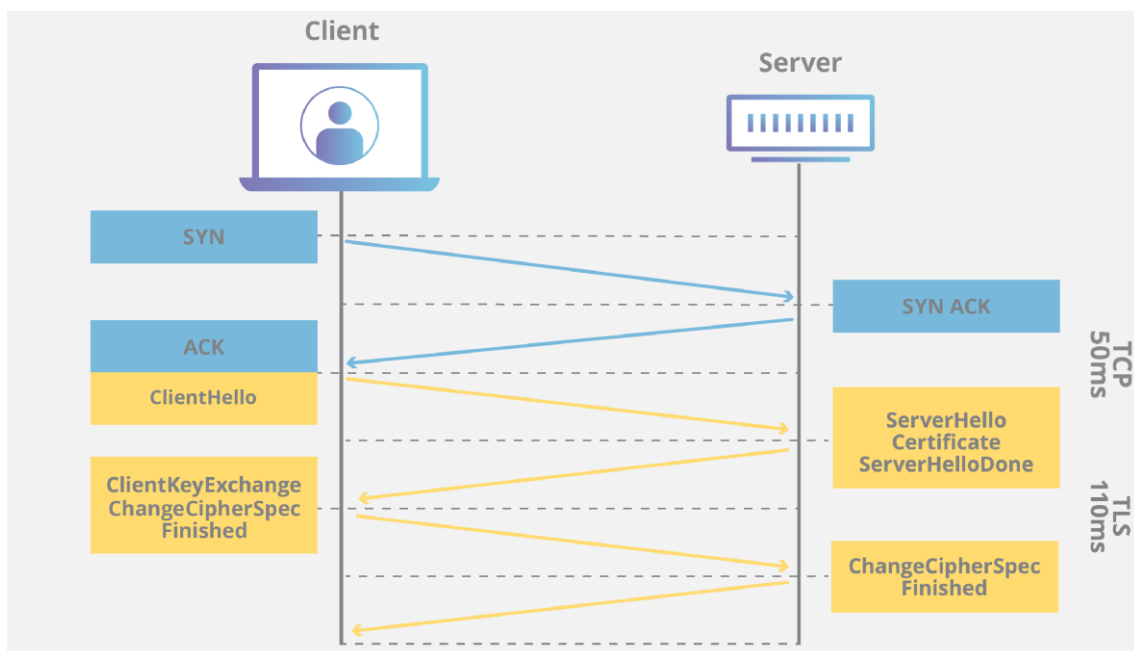 Client
Server
SYN
SYN ACK
ACK
TCP
50ms
ClientHello
ServerHello
Certificate
ServerHelloDone
ClientKeyExchange
ChangeCipherSpec
Finished
TLS
110ms
ChangeCipherSpec
Finished